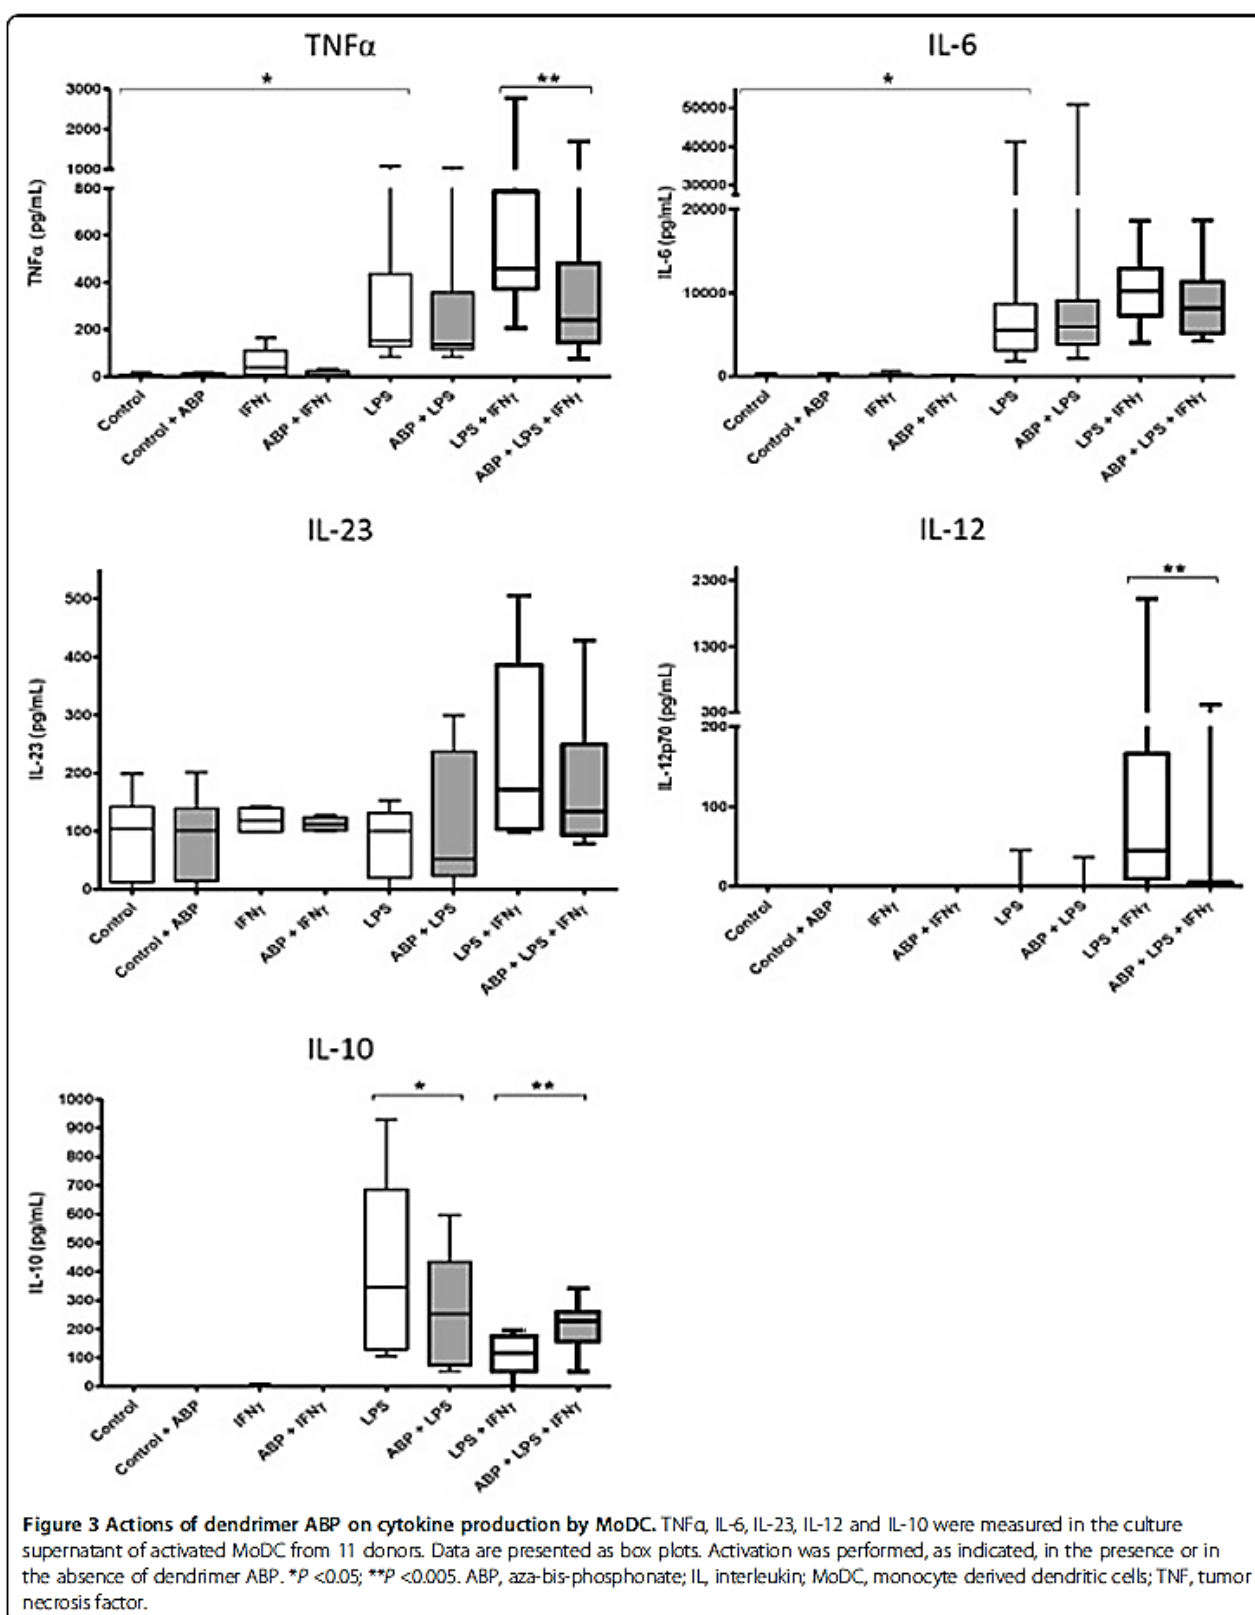 TNFα
*
**
3000
2000
1000
800
600
400
200
0
TNFα (pg/mL)
Control
Control + ABP
IFNγ
ABP + IFNγ
LPS
ABP + LPS
LPS + IFNγ
ABP + LPS + IFNγ
IL-6
*
50000
40000
30000
20000
10000
0
IL-6 (pg/mL)
Control
Control + ABP
IFNγ
ABP + IFNγ
LPS
ABP + LPS
LPS + IFNγ
ABP + LPS + IFNγ
IL-23
500
400
300
200
100
0
IL-23 (pg/mL)
Control
Control + ABP
IFNγ
ABP + IFNγ
LPS
ABP + LPS
LPS + IFNγ
ABP + LPS + IFNγ
IL-12
**
2300
1300
300
200
100
0
IL-12p70 (pg/mL)
Control
Control + ABP
IFNγ
ABP + IFNγ
LPS
ABP + LPS
LPS + IFNγ
ABP + LPS + IFNγ
IL-10
*
**
1000
900
800
700
600
500
400
300
200
100
0
IL-10 (pg/mL)
Control
Control + ABP
IFNγ
ABP + IFNγ
LPS
ABP + LPS
LPS + IFNγ
ABP + LPS + IFNγ
Figure 3 Actions of dendrimer ABP on cytokine production by MoDC. TNFα, IL-6, IL-23, IL-12 and IL-10 were measured in the culture
supernatant of activated MoDC from 11 donors. Data are presented as box plots. Activation was performed, as indicated, in the presence or in
the absence of dendrimer ABP. *P <0.05; **P <0.005. ABP, aza-bis-phosphonate; IL, interleukin; MoDC, monocyte derived dendritic cells; TNF, tumor
necrosis factor.